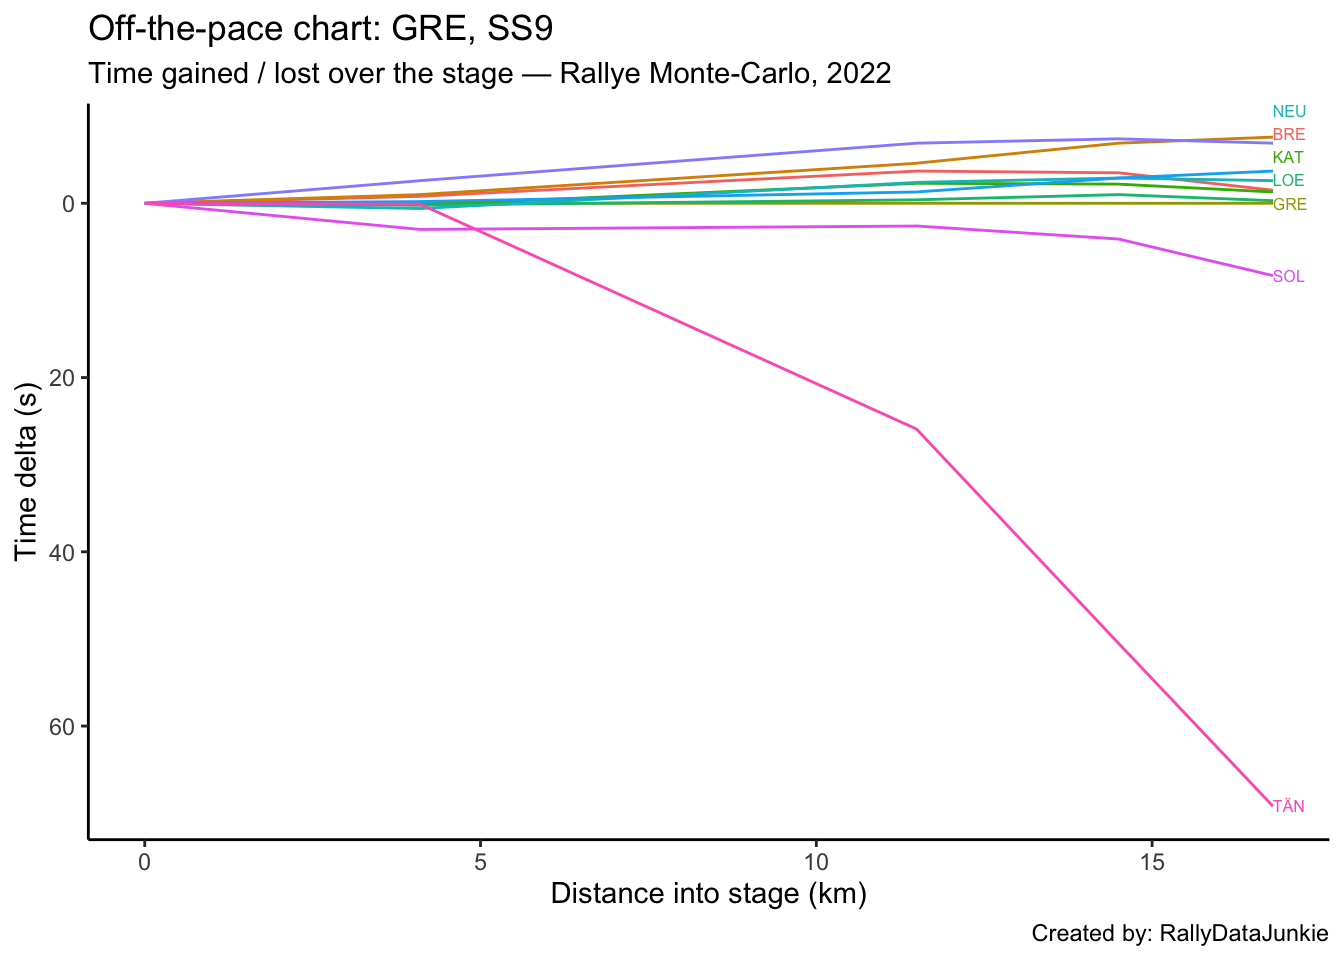 Off-the-pace chart: GRE, SS9
Time gained / lost over the stage — Rallye Monte-Carlo, 2022
NEU
BRE
KAT
LOE
GRE
SOL
TÄN
0
20
40
60
Time delta (s)
0
5
10
15
Distance into stage (km)
Created by: RallyDataJunkie